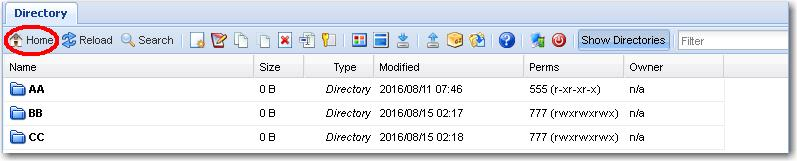 Directory
Home Reload Search Show Directories Filter
Name Size Type Modified Perms Owner
AA 0 B Directory 2016/08/11 07:46 555 (r-xr-xr-x) n/a
BB 0 B Directory 2016/08/15 02:17 777 (rwxrwxrwx) n/a
CC 0 B Directory 2016/08/15 02:18 777 (rwxrwxrwx) n/a